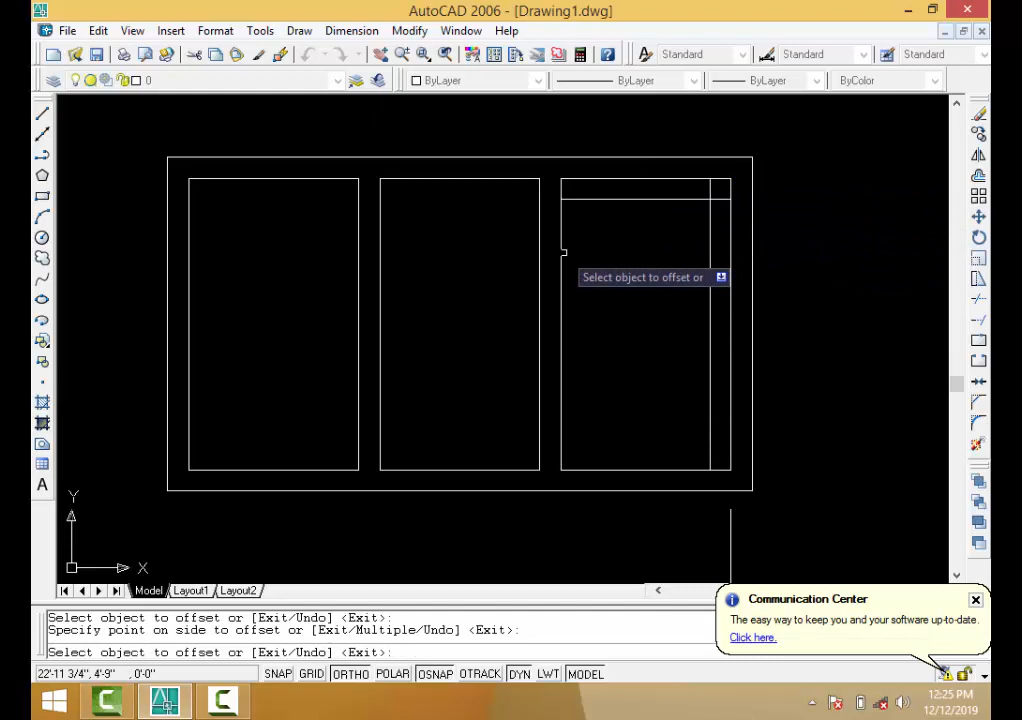 AutoCAD 2006 - [Drawing1.dwg]
File Edit View Insert Format Tools Draw Dimension Modify Window Help
Standard Standard Standard
0 ByLayer ByLayer ByLayer ByColor
Select object to offset or
Y
X
A
Model Layout1 Layout2
Select object to offset or [Exit/Undo] <Exit>:
Specify point on side to offset or [Exit/Multiple/Undo] <Exit>:
Select object to offset or [Exit/Undo] <Exit>:
Communication Center
The easy way to keep you and your software up-to-date.
Click here.
22'-11 3/4", 4'-9" , 0'-0" SNAP GRID ORTHO POLAR OSNAP OTRACK DYN LWT MODEL
12:25 PM
12/12/2019